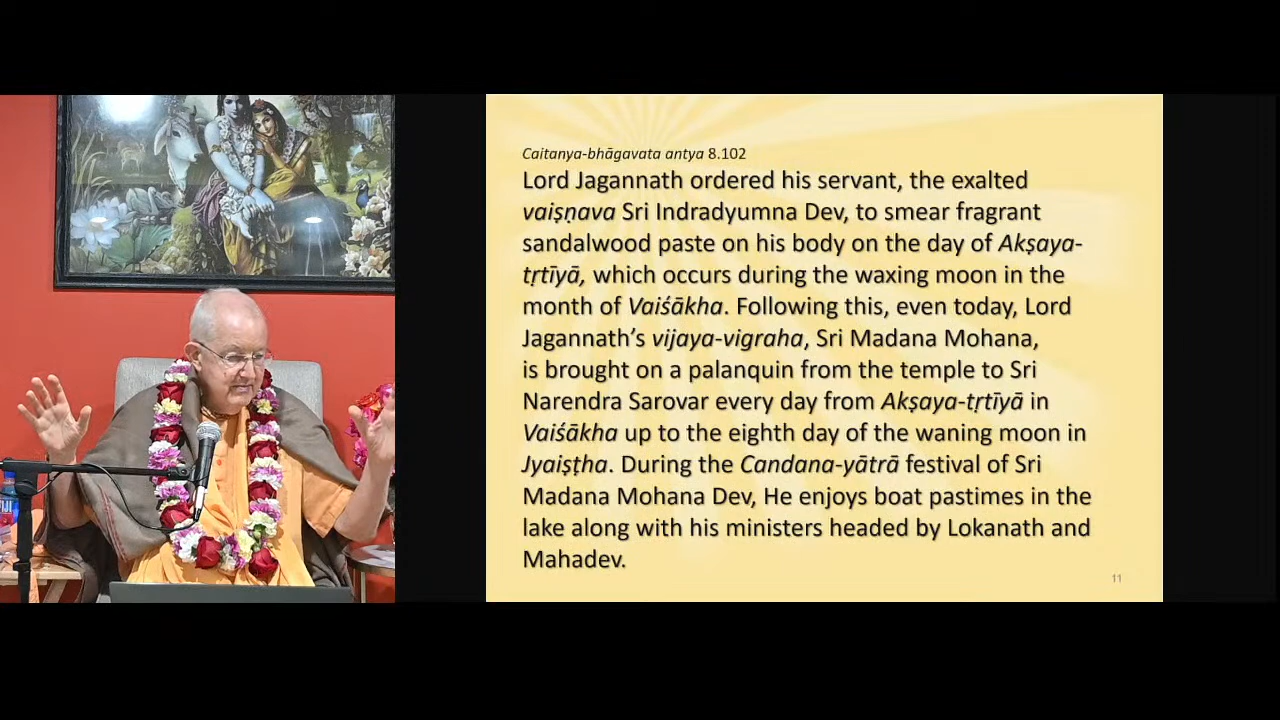 Caitanya-bhāgavata antya 8.102
Lord Jagannath ordered his servant, the exalted
vaiṣṇava Sri Indradyumna Dev, to smear fragrant
sandalwood paste on his body on the day of Akṣaya-
tṛtīyā, which occurs during the waxing moon in the
month of Vaiśākha. Following this, even today, Lord
Jagannath’s vijaya-vigraha, Sri Madana Mohana,
is brought on a palanquin from the temple to Sri
Narendra Sarovar every day from Akṣaya-tṛtīyā in
Vaiśākha up to the eighth day of the waning moon in
Jyaiṣṭha. During the Candana-yātrā festival of Sri
Madana Mohana Dev, He enjoys boat pastimes in the
lake along with his ministers headed by Lokanath and
Mahadev.
11